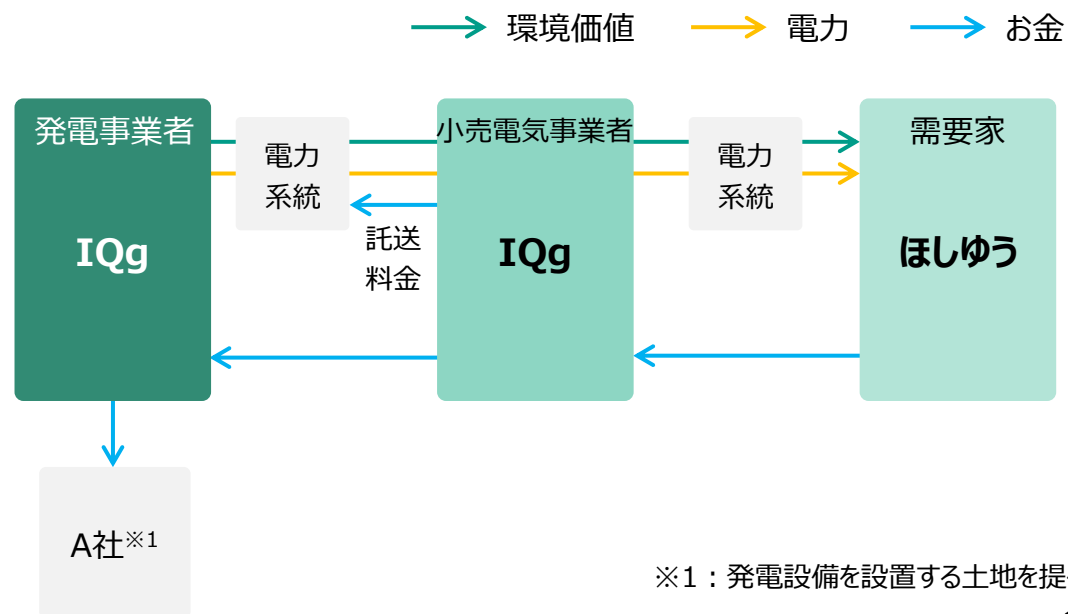 環境価値
電力
お金
発電事業者
IQg
電力
系統
託送
料金
小売電気事業者
IQg
電力
系統
需要家
ほしゆう
A社※1
※1：発電設備を設置する土地を提